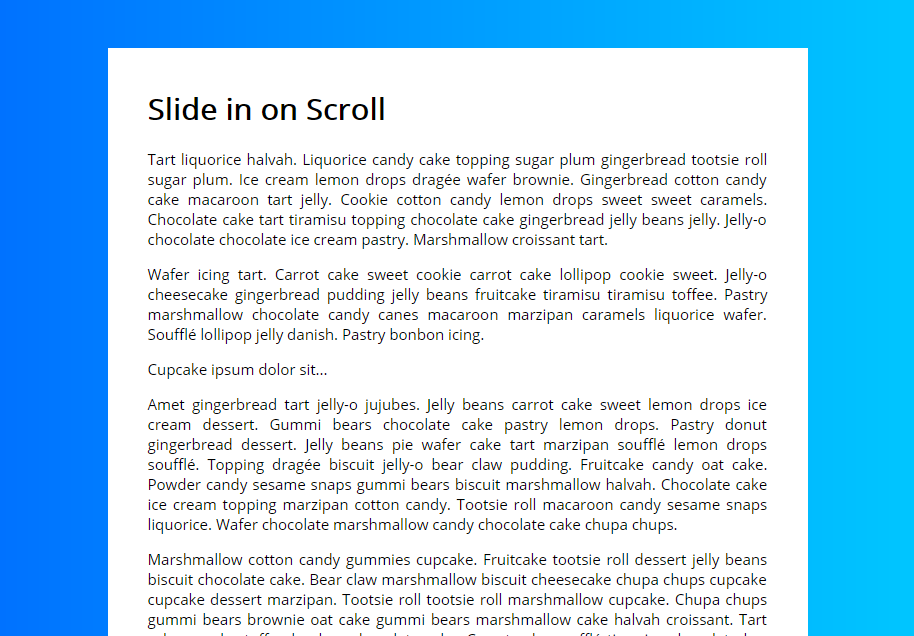 Slide in on Scroll
Tart liquorice halvah. Liquorice candy cake topping sugar plum gingerbread tootsie roll
sugar plum. Ice cream lemon drops dragée wafer brownie. Gingerbread cotton candy
cake macaroon tart jelly. Cookie cotton candy lemon drops sweet sweet caramels.
Chocolate cake tart tiramisu topping chocolate cake gingerbread jelly beans jelly. Jelly-o
chocolate chocolate ice cream pastry. Marshmallow croissant tart.
Wafer icing tart. Carrot cake sweet cookie carrot cake lollipop cookie sweet. Jelly-o
cheesecake gingerbread pudding jelly beans fruitcake tiramisu tiramisu toffee. Pastry
marshmallow chocolate candy canes macaroon marzipan caramels liquorice wafer.
Soufflé lollipop jelly danish. Pastry bonbon icing.
Cupcake ipsum dolor sit...
Amet gingerbread tart jelly-o jujubes. Jelly beans carrot cake sweet lemon drops ice
cream dessert. Gummi bears chocolate cake pastry lemon drops. Pastry donut
gingerbread dessert. Jelly beans pie wafer cake tart marzipan soufflé lemon drops
soufflé. Topping dragée biscuit jelly-o bear claw pudding. Fruitcake candy oat cake.
Powder candy sesame snaps gummi bears biscuit marshmallow halvah. Chocolate cake
ice cream topping marzipan cotton candy. Tootsie roll macaroon candy sesame snaps
liquorice. Wafer chocolate marshmallow candy chocolate cake chupa chups.
Marshmallow cotton candy gummies cupcake. Fruitcake tootsie roll dessert jelly beans
biscuit chocolate cake. Bear claw marshmallow biscuit cheesecake chupa chups cupcake
cupcake dessert marzipan. Tootsie roll tootsie roll marshmallow cupcake. Chupa chups
gummi bears brownie oat cake gummi bears marshmallow cake halvah croissant. Tart